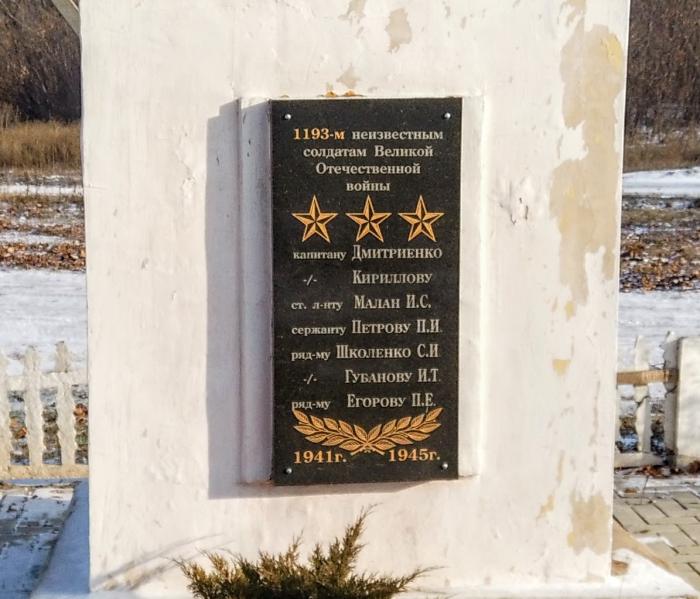 1193-м неизвестным
солдатам Великой
Отечественной
войны
капитану Дмитриенко
-/- Кириллову
ст. л-нту Малан И.С.
сержанту Петрову П.И.
ряд-му Школенко С.И
-/- Губанову И.Т.
ряд-му Егорову П.Е.
1941г. 1945г.